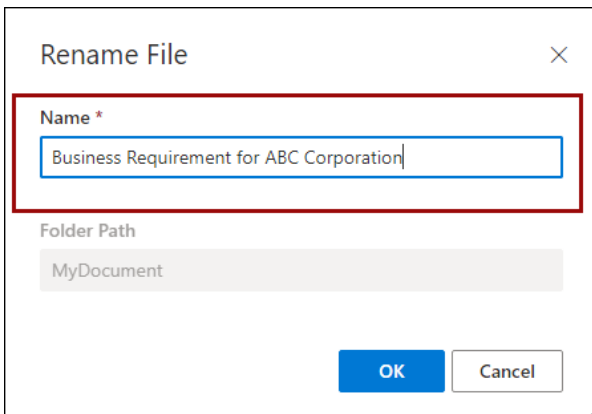 Rename File
Name *
Business Requirement for ABC Corporation
Folder Path
MyDocument
OK Cancel